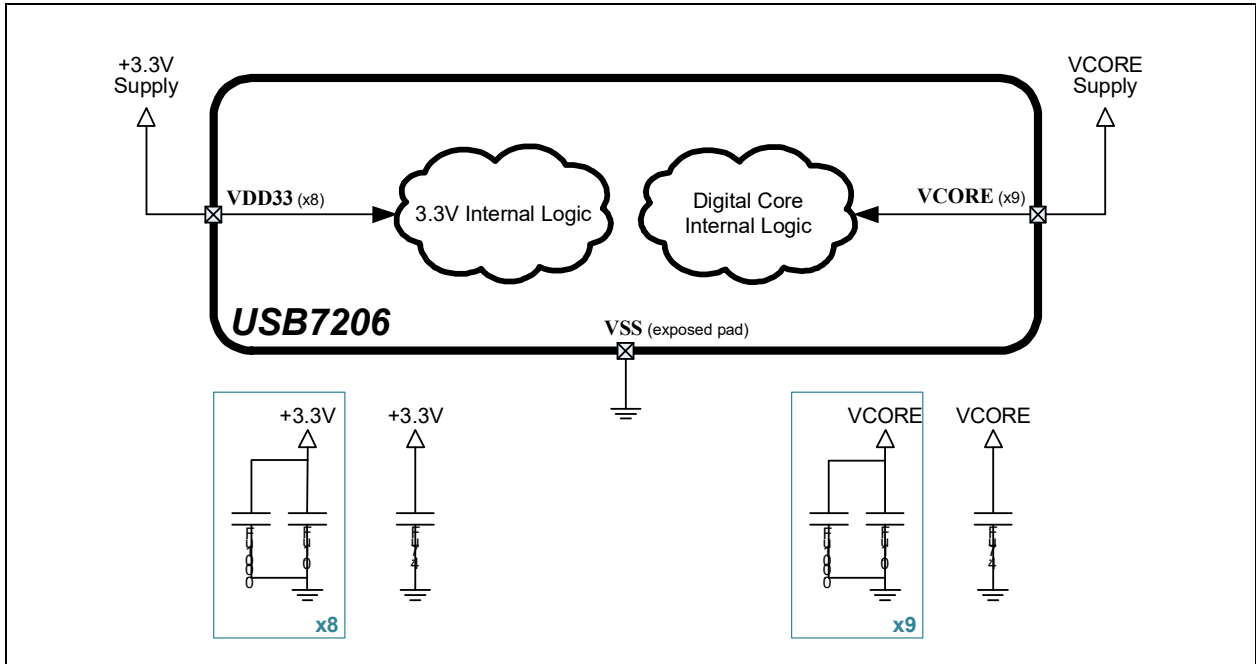 +3.3V
Supply
VCORE
Supply
VDD33 (x8)
3.3V Internal Logic
Digital Core
Internal Logic
VCORE (x9)
USB7206
VSS (exposed pad)
+3.3V
+3.3V
VCORE
VCORE
x8
x9